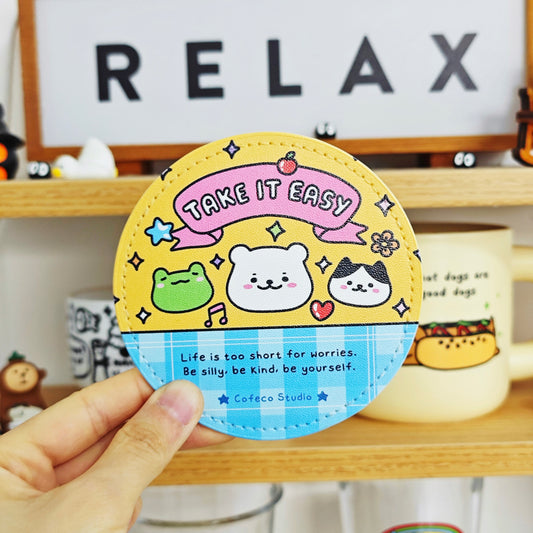 RELAX
TAKE IT EASY
Life is too short for worries.
Be silly, be kind, be yourself.
Cofeco Studio
dogs are
good dogs